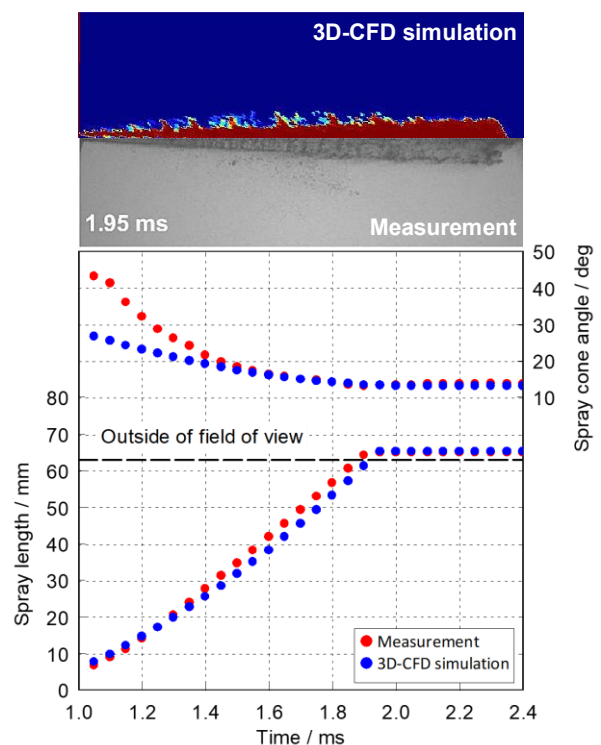 3D-CFD simulation
1.95 ms
Measurement
50
40
30
20
10
Spray cone angle / deg
80
70
60
50
40
30
20
10
0
Spray length / mm
Outside of field of view
Measurement
3D-CFD simulation
1.0 1.2 1.4 1.6 1.8 2.0 2.2 2.4
Time / ms